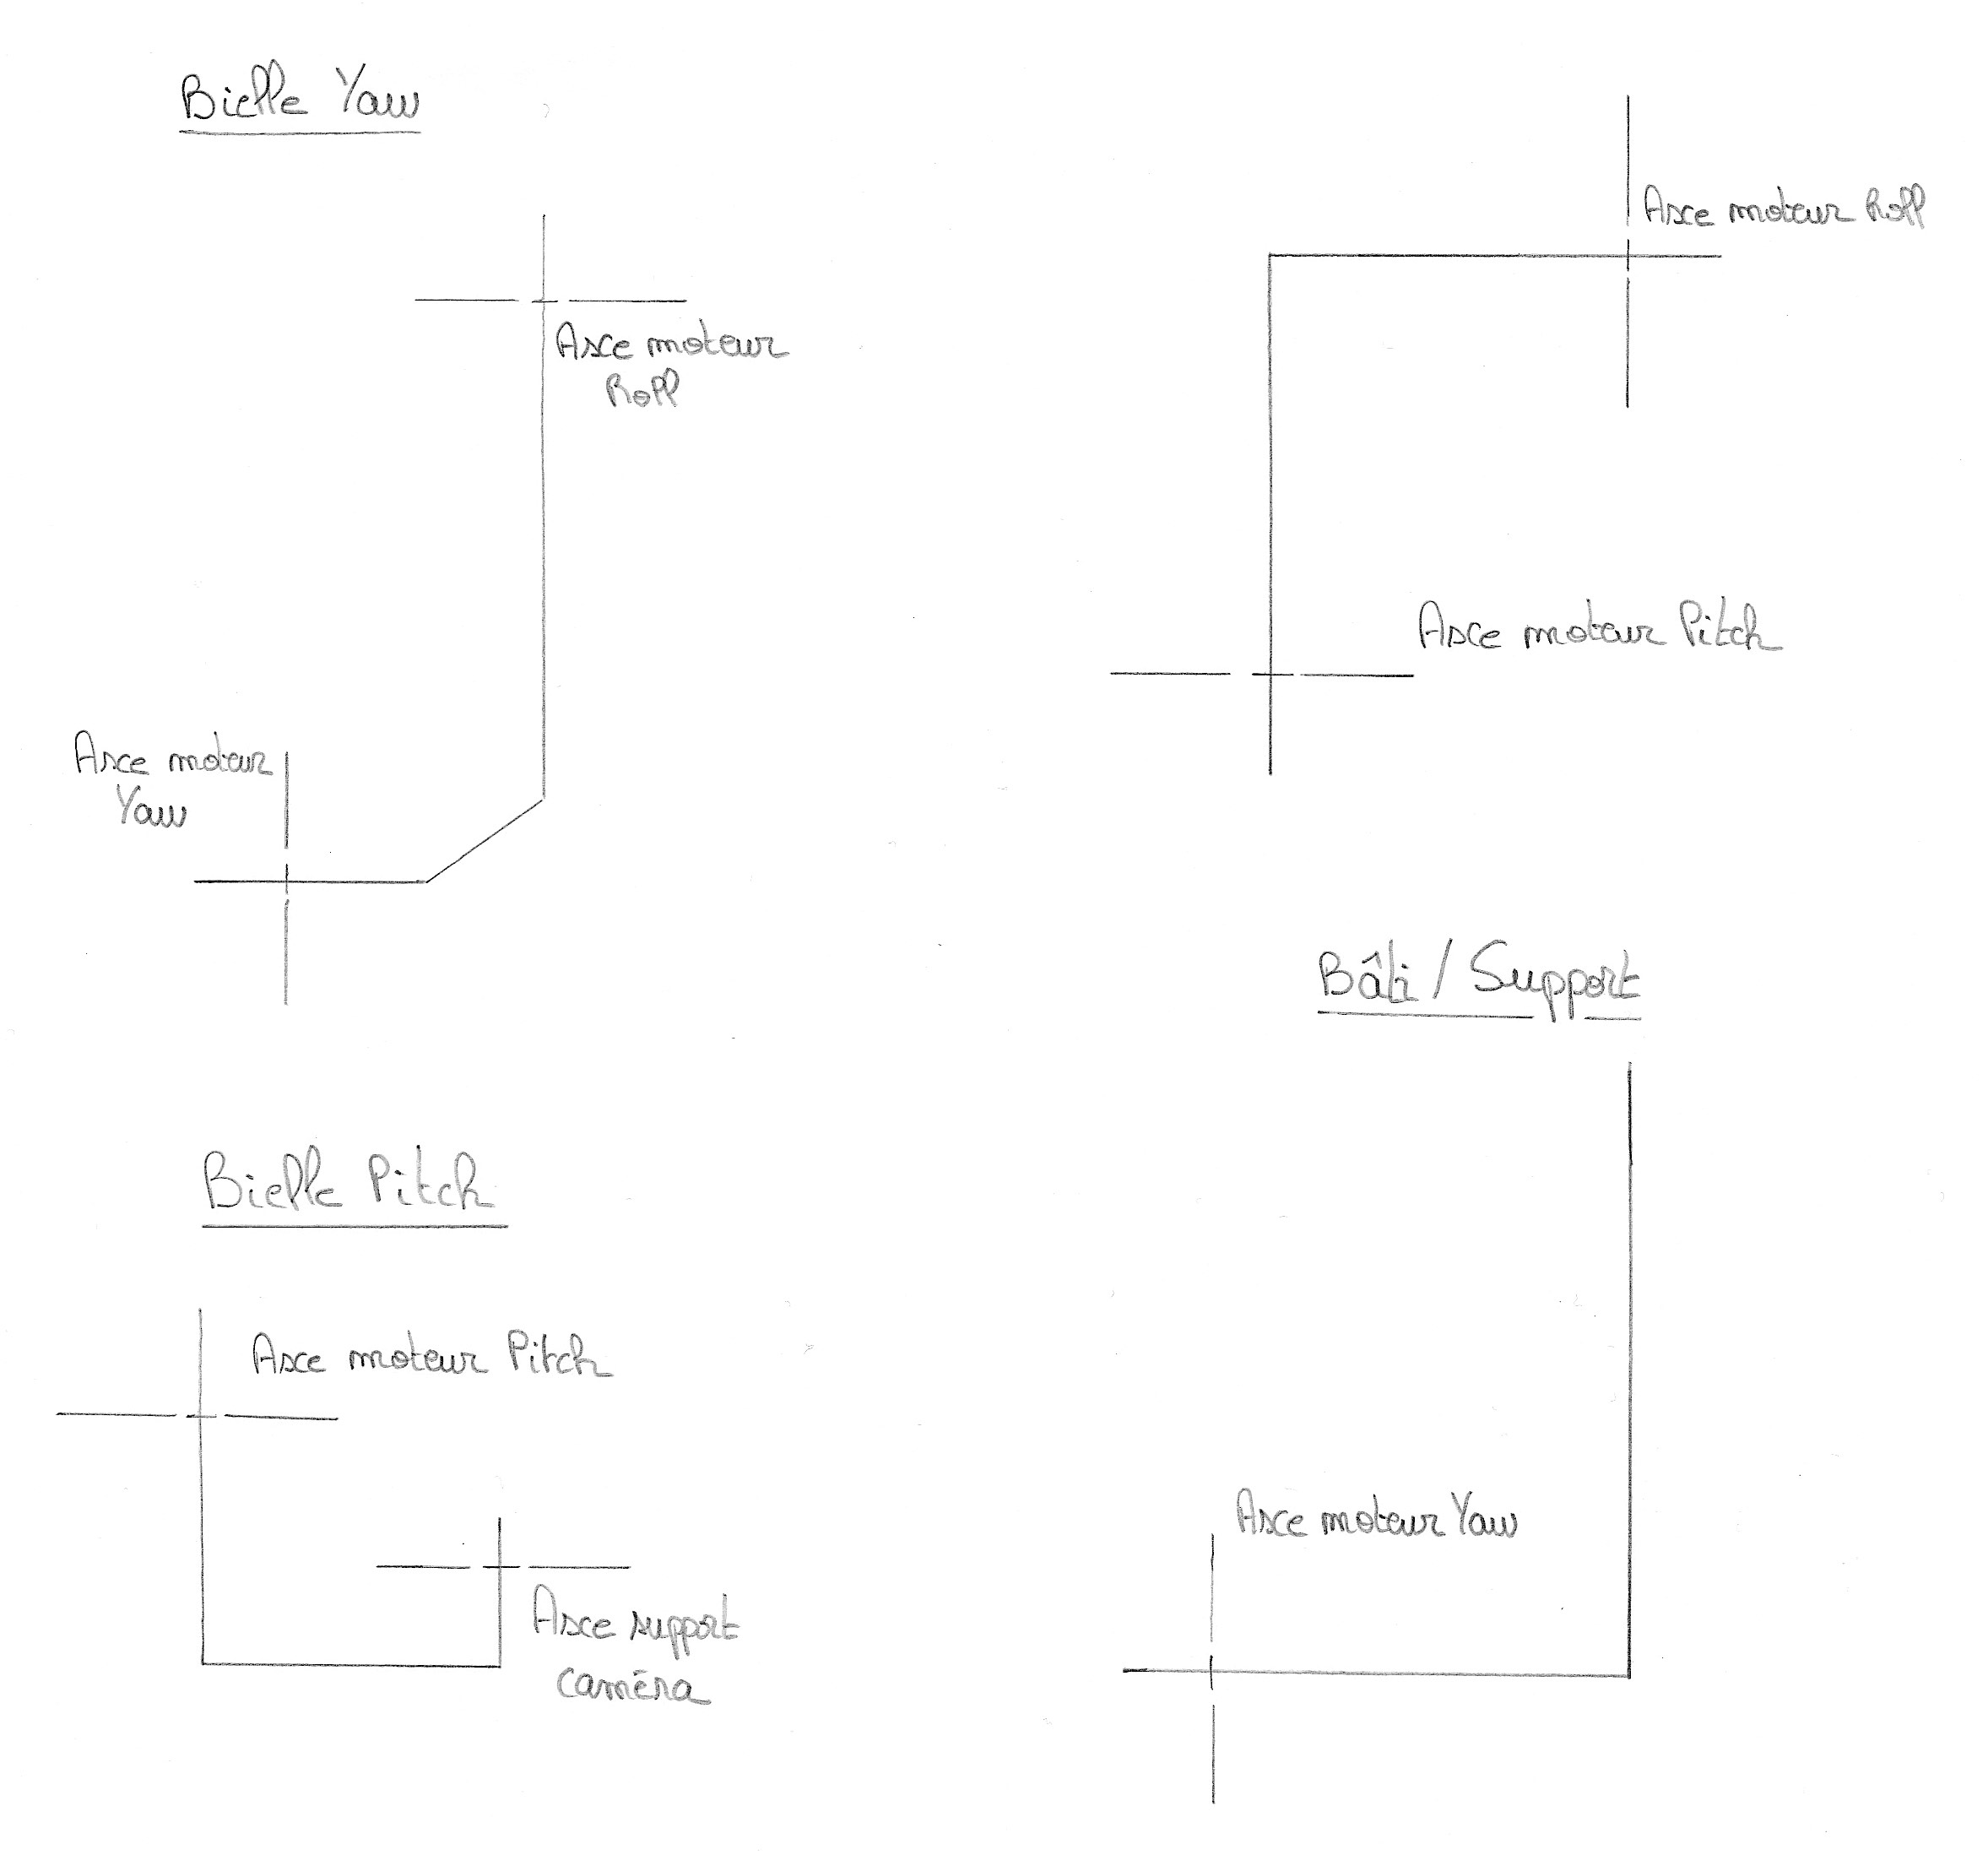 Bielle Yaw
Axe moteur
Roll
Axe moteur
Yaw
Axe moteur Roll
Axe moteur Pitch
Bielle Pitch
Axe moteur Pitch
Axe support
caméra
Bâti / Support
Axe moteur Yaw